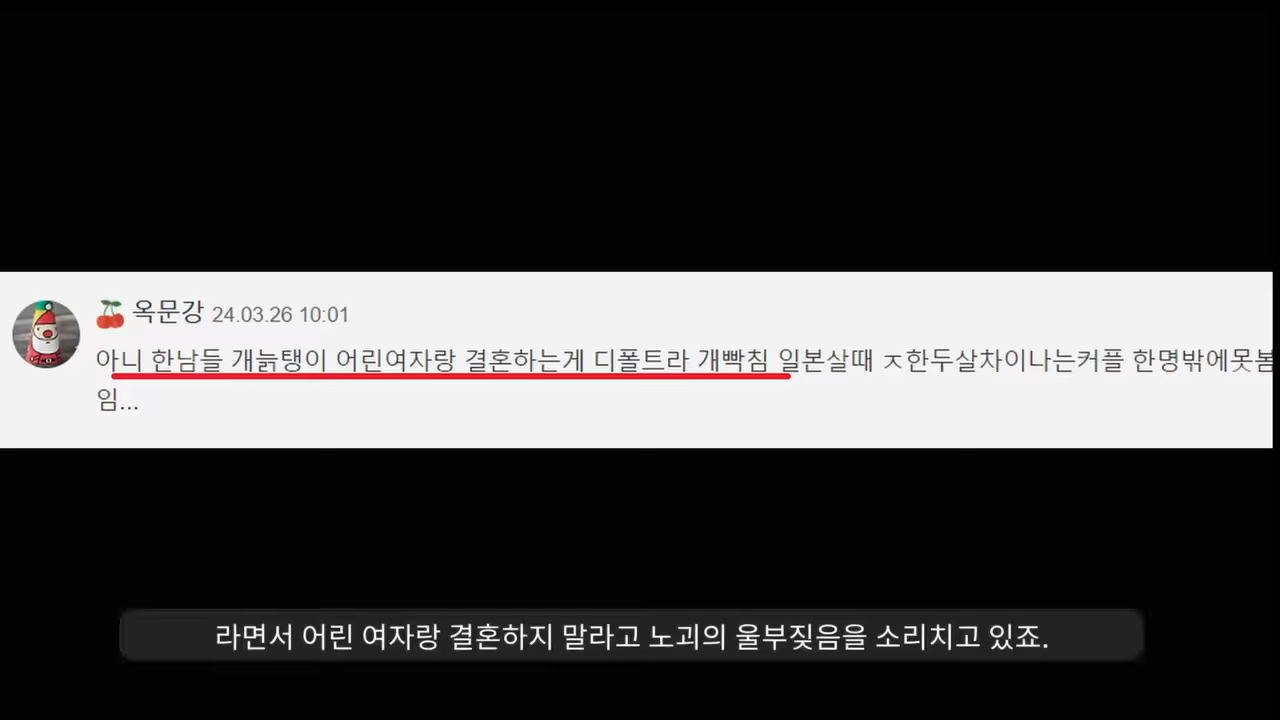 옥문강 24.03.26 10:01
아니 한남들 개늙탱이 어린여자랑 결혼하는게 디폴트라 개빡침 일본살때 ㅈ한두살차이나는커플 한명밖에못봄
임...
라면서 어린 여자랑 결혼하지 말라고 노괴의 울부짖음을 소리치고 있죠.